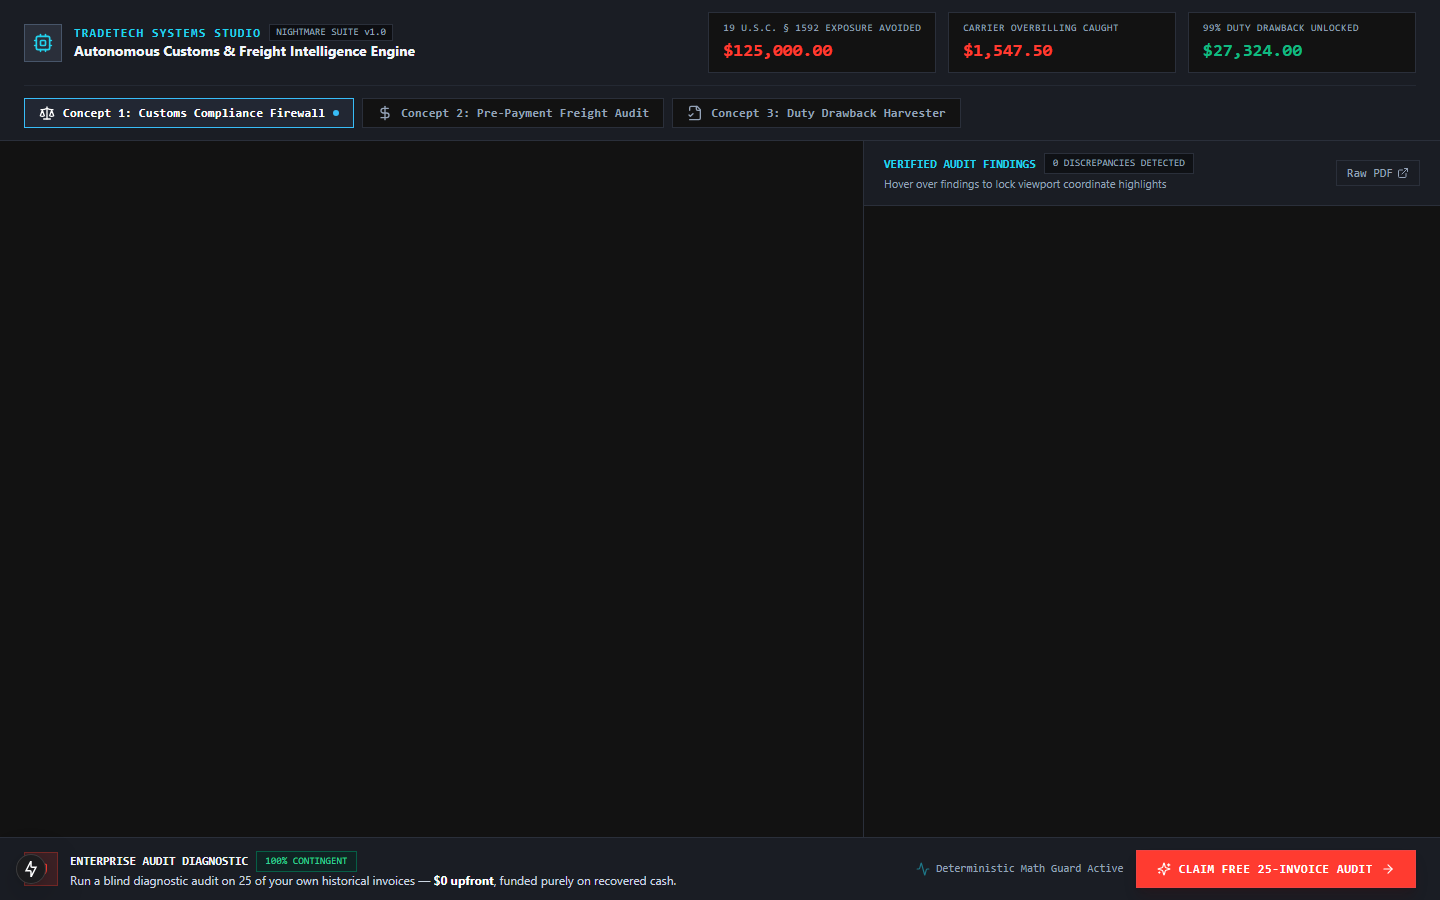 TRADETECH SYSTEMS STUDIO NIGHTMARE SUITE v1.0
Autonomous Customs & Freight Intelligence Engine
19 U.S.C. § 1592 EXPOSURE AVOIDED
$125,000.00
CARRIER OVERBILLING CAUGHT
$1,547.50
99% DUTY DRAWBACK UNLOCKED
$27,324.00
Concept 1: Customs Compliance Firewall
Concept 2: Pre-Payment Freight Audit
Concept 3: Duty Drawback Harvester
VERIFIED AUDIT FINDINGS 0 DISCREPANCIES DETECTED
Hover over findings to lock viewport coordinate highlights
Raw PDF
ENTERPRISE AUDIT DIAGNOSTIC 100% CONTINGENT
Run a blind diagnostic audit on 25 of your own historical invoices — $0 upfront, funded purely on recovered cash.
Deterministic Math Guard Active
CLAIM FREE 25-INVOICE AUDIT